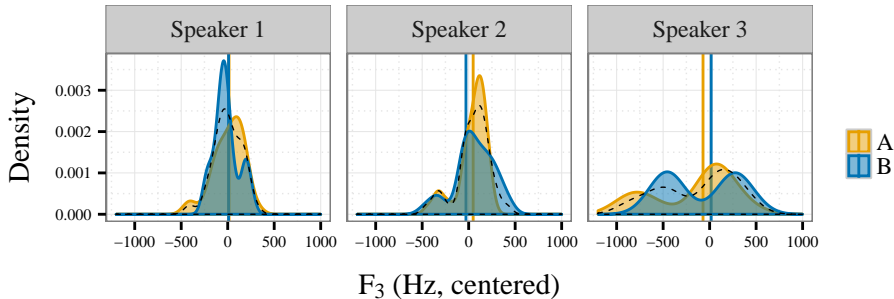 Speaker 1 Speaker 2 Speaker 3
Density
0.003
0.002
0.001
0.000
−1000 −500 0 500 1000 −1000 −500 0 500 1000 −1000 −500 0 500 1000
F3 (Hz, centered)
A
B